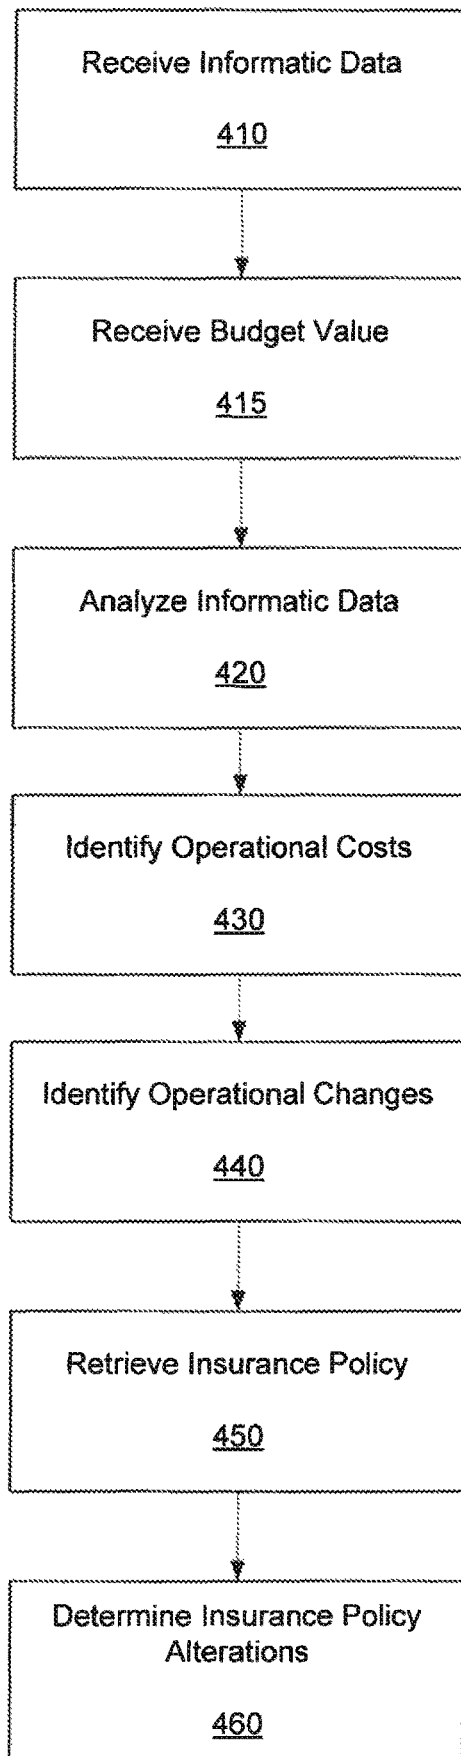 Receive Informatic Data
410
Receive Budget Value
415
Analyze Informatic Data
420
Identify Operational Costs
430
Identify Operational Changes
440
Retrieve Insurance Policy
450
Determine Insurance Policy
Alterations
460